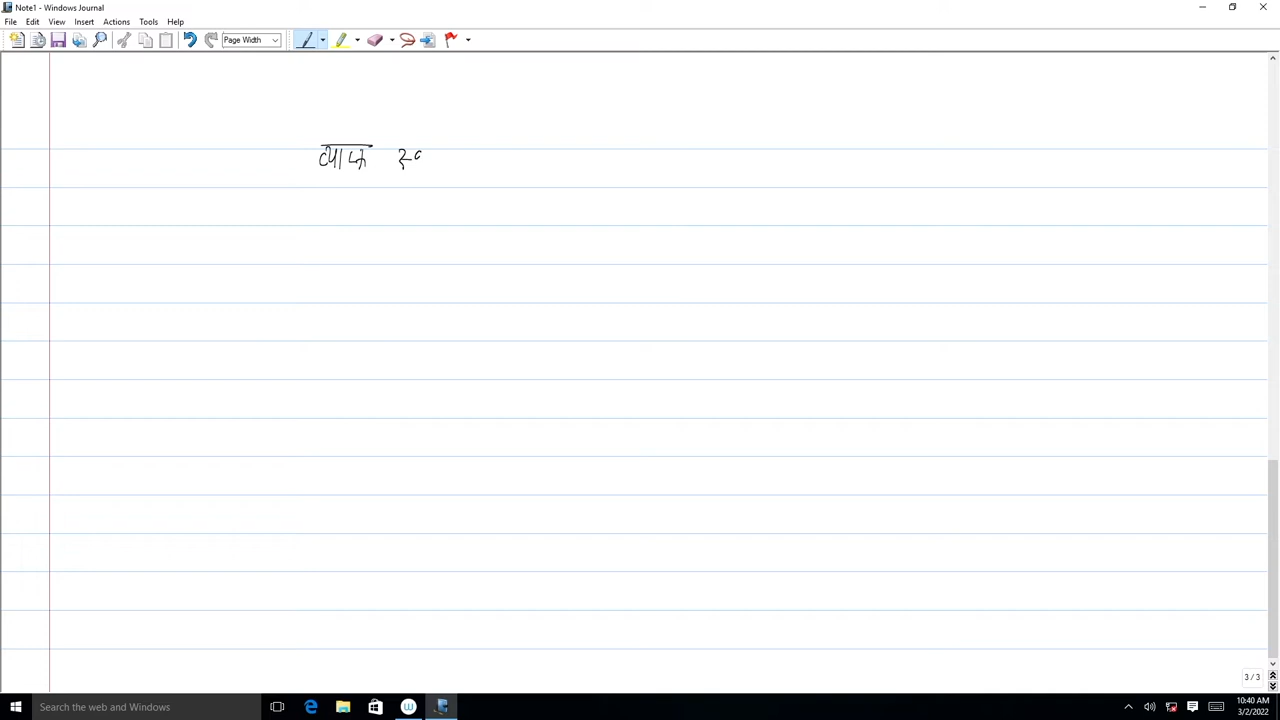 Note1 - Windows Journal
File Edit View Insert Actions Tools Help
Page Width
3 / 3
Search the web and Windows
10:40 AM
3/2/2022